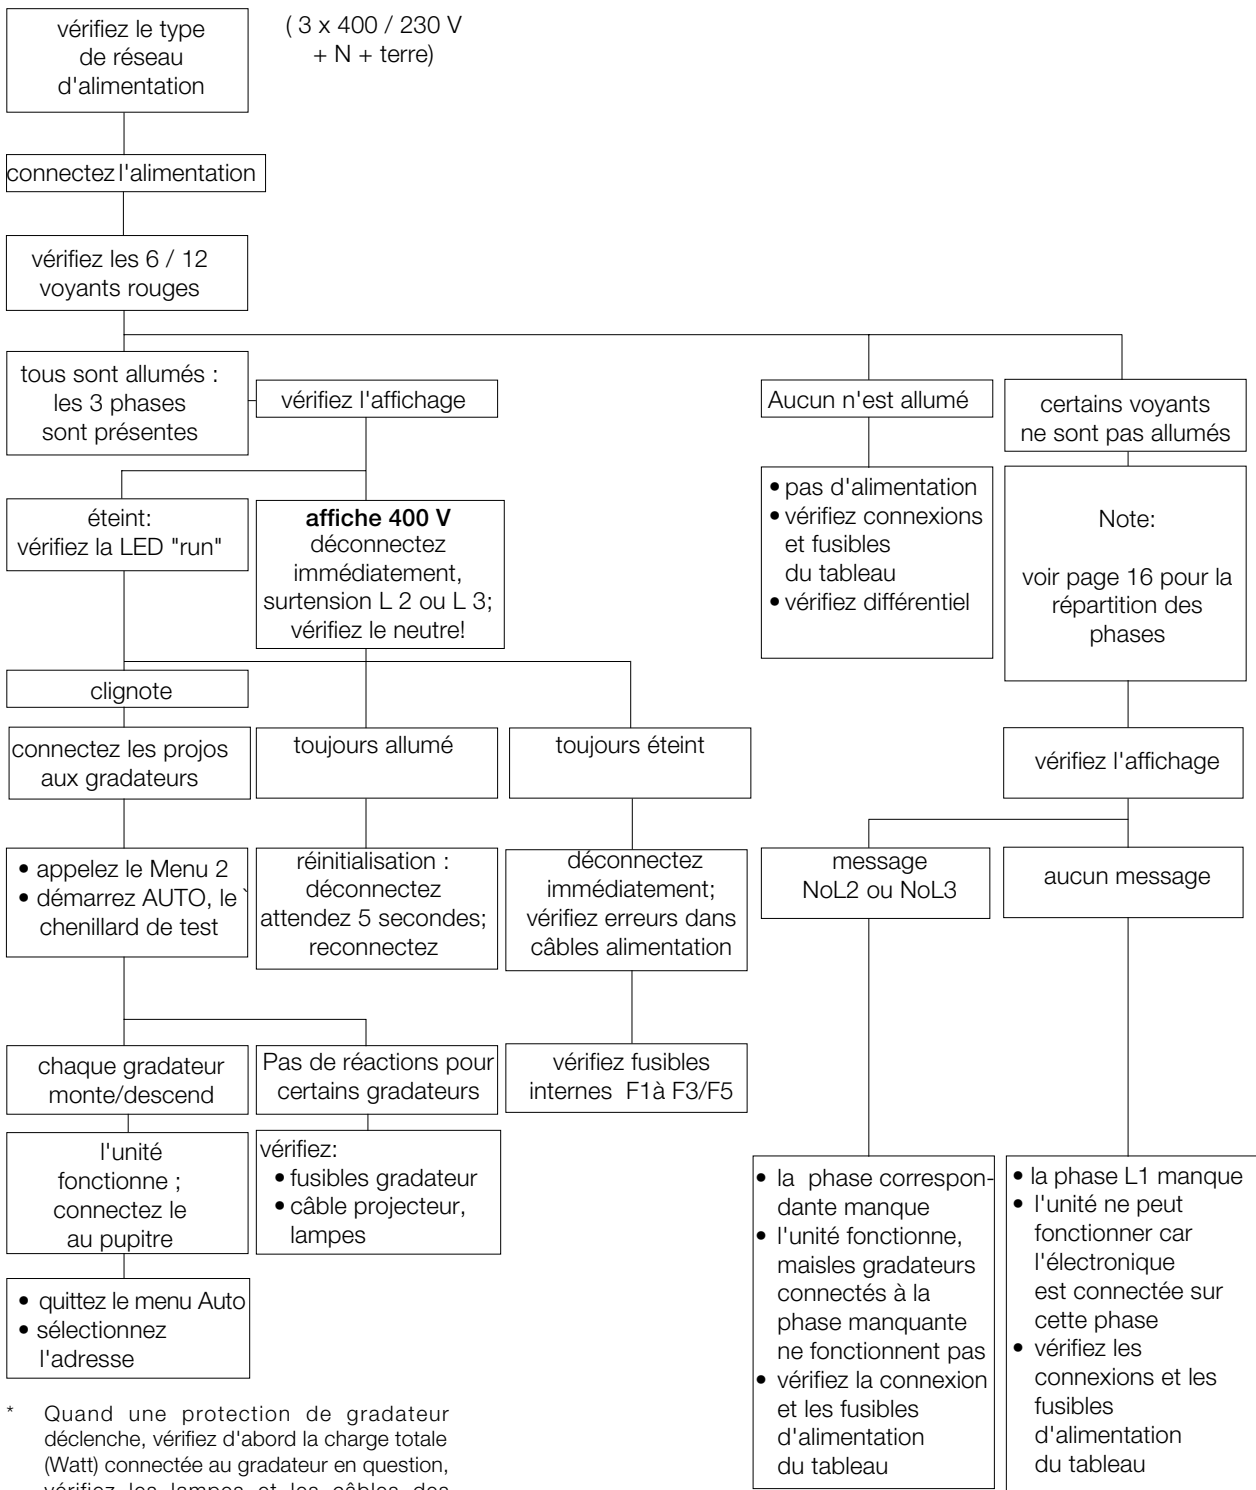 vérifiez le type
de réseau
d'alimentation
( 3 x 400 / 230 V
+ N + terre)
connectez l'alimentation
vérifiez les 6 / 12
voyants rouges
tous sont allumés :
les 3 phases
sont présentes
vérifiez l'affichage
Aucun n'est allumé
certains voyants
ne sont pas allumés
éteint:
vérifiez la LED "run"
affiche 400 V
déconnectez
immédiatement,
surtension L 2 ou L 3;
vérifiez le neutre!
• pas d'alimentation
• vérifiez connexions
et fusibles
du tableau
• vérifiez différentiel
Note:
voir page 16 pour la
répartition des
phases
clignote
connectez les projos
aux gradateurs
toujours allumé
toujours éteint
vérifiez l'affichage
• appelez le Menu 2
• démarrez AUTO, le `
chenillard de test
réinitialisation :
déconnectez
attendez 5 secondes;
reconnectez
déconnectez
immédiatement;
vérifiez erreurs dans
câbles alimentation
message
NoL2 ou NoL3
aucun message
chaque gradateur
monte/descend
Pas de réactions pour
certains gradateurs
vérifiez fusibles
internes F1à F3/F5
l'unité
fonctionne ;
connectez le
au pupitre
vérifiez:
• fusibles gradateur
• câble projecteur,
lampes
• la phase correspon-
dante manque
• l'unité fonctionne,
maisles gradateurs
connectés à la
phase manquante
ne fonctionnent pas
• vérifiez la connexion
et les fusibles
d'alimentation
du tableau
• la phase L1 manque
• l'unité ne peut
fonctionner car
l'électronique
est connectée sur
cette phase
• vérifiez les
connexions et les
fusibles
d'alimentation
du tableau
• quittez le menu Auto
• sélectionnez
l'adresse
* Quand une protection de gradateur
déclenche, vérifiez d'abord la charge totale
(Watt) connectée au gradateur en question,
vérifiez les lampes et les câbles des